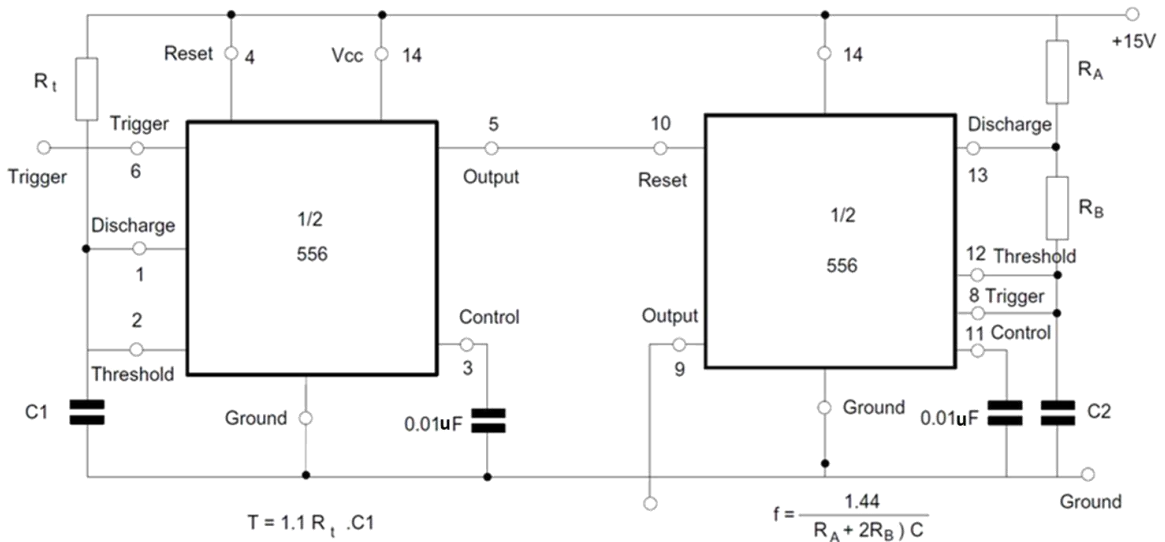 +15V
Reset 4
Vcc 14
14
R t
R A
Trigger
6
Trigger
5
Output
10
Reset
Discharge
13
Discharge
1
1/2
556
1/2
556
R B
12 Threshold
8 Trigger
11 Control
2
Threshold
Control
3
Output
9
C1
Ground
0.01uF
Ground
0.01uF
C2
Ground
T = 1.1 R t .C1
f = 1.44
R A + 2R B ) C